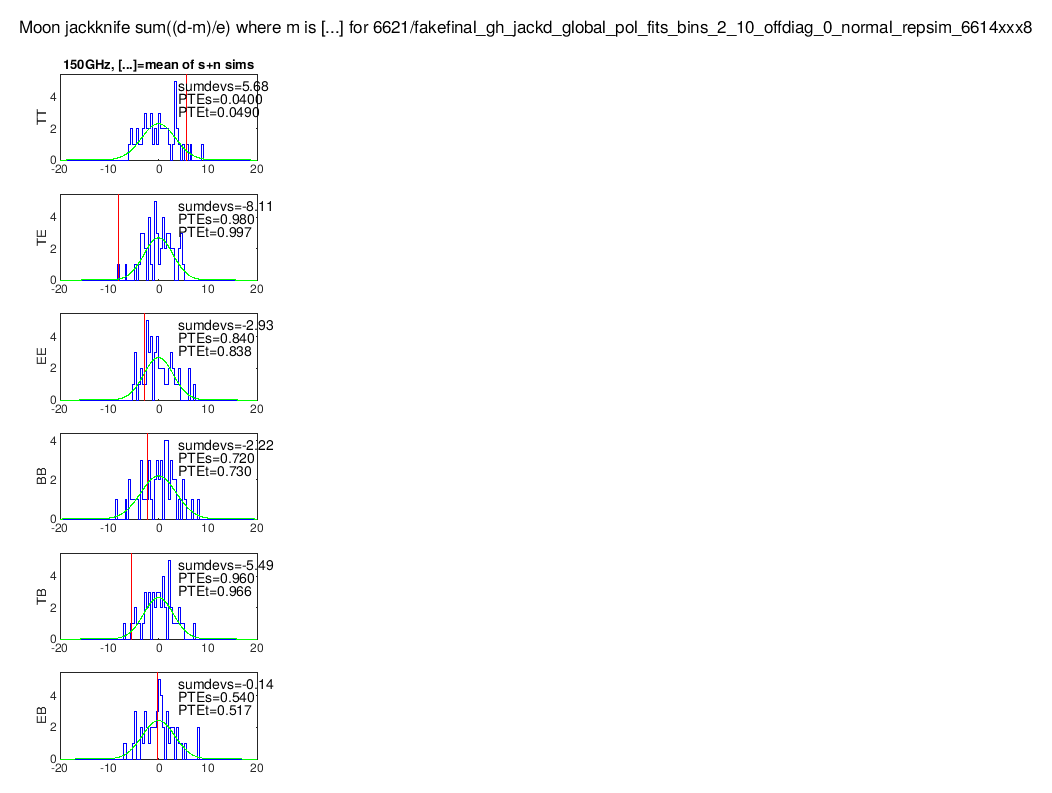 Moon jackknife sum((d-m)/e) where m is [...] for 6621/fakefinal_gh_jackd_global_pol_fits_bins_2_10_offdiag_0_normal_repsim_6614xxx8
150GHz, [...]=mean of s+n sims
TT
4
2
0
sumdevs=5.68
PTEs=0.0400
PTEt=0.0490
-20 -10 0 10 20
TE
4
2
0
sumdevs=-8.11
PTEs=0.980
PTEt=0.997
-20 -10 0 10 20
EE
4
2
0
sumdevs=-2.93
PTEs=0.840
PTEt=0.838
-20 -10 0 10 20
BB
4
2
0
sumdevs=-2.22
PTEs=0.720
PTEt=0.730
-20 -10 0 10 20
TB
4
2
0
sumdevs=-5.49
PTEs=0.960
PTEt=0.966
-20 -10 0 10 20
EB
4
2
0
sumdevs=-0.14
PTEs=0.540
PTEt=0.517
-20 -10 0 10 20